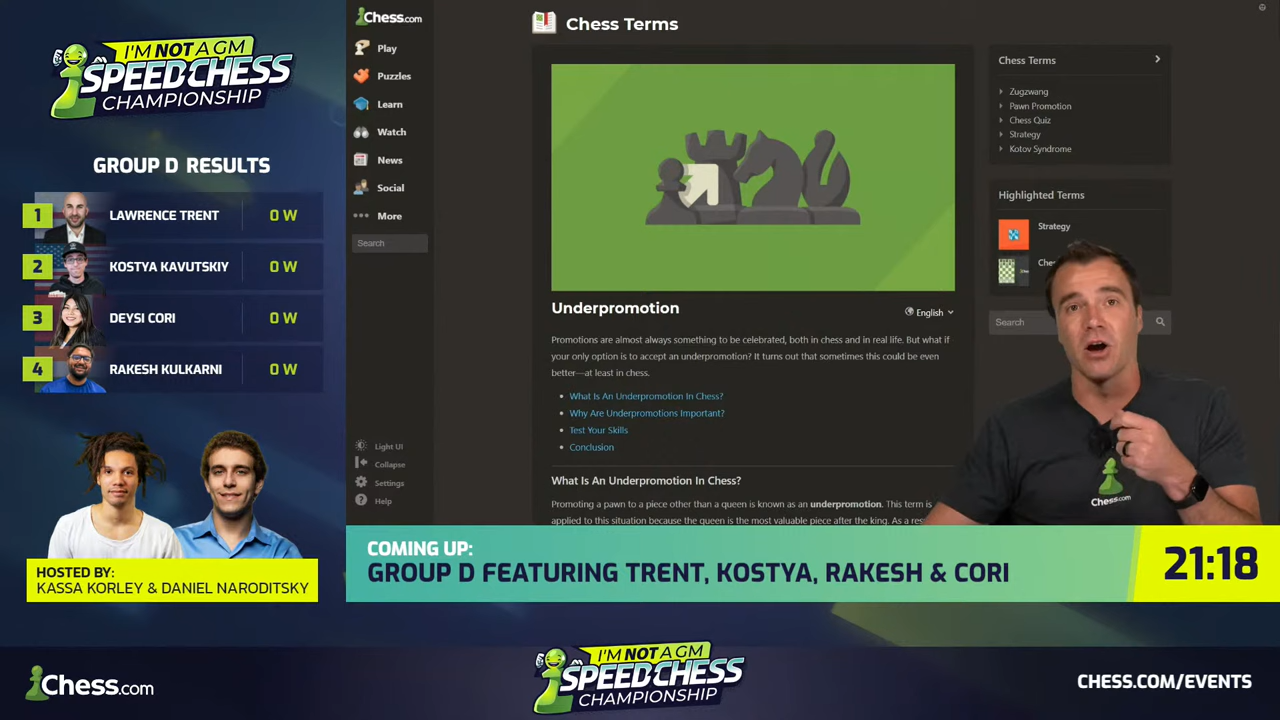 I'M NOT A GM
SPEED CHESS
CHAMPIONSHIP
GROUP D RESULTS
1 LAWRENCE TRENT 0 W
2 KOSTYA KAVUTSKIY 0 W
3 DEYSI CORI 0 W
4 RAKESH KULKARNI 0 W
HOSTED BY:
KASSA KORLEY & DANIEL NARODITSKY
Chess.com
Play
Puzzles
Learn
Watch
News
Social
More
Search
Light UI
Collapse
Settings
Help
Chess Terms
Underpromotion
English
Promotions are almost always something to be celebrated, both in chess and in real life. But what if
your only option is to accept an underpromotion? It turns out that sometimes this could be even
better—at least in chess.
What Is An Underpromotion In Chess?
Why Are Underpromotions Important?
Test Your Skills
Conclusion
What Is An Underpromotion In Chess?
Promoting a pawn to a piece other than a queen is known as an underpromotion. This term is
applied to this situation because the queen is the most valuable piece after the king. As a
Chess Terms
Zugzwang
Pawn Promotion
Chess Quiz
Strategy
Kotov Syndrome
Highlighted Terms
Strategy
Search
Chess.com
COMING UP:
GROUP D FEATURING TRENT, KOSTYA, RAKESH & CORI
21:18
Chess.com
I'M NOT A GM
SPEED CHESS
CHAMPIONSHIP
CHESS.COM/EVENTS